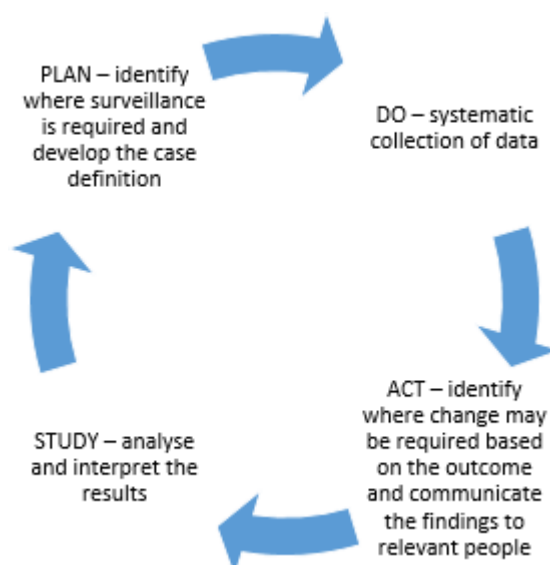 PLAN – identify
where surveillance
is required and
develop the case
definition
DO – systematic
collection of data
ACT – identify
where change may
be required based
on the outcome
and communicate
the findings to
relevant people
STUDY – analyse
and interpret the
results